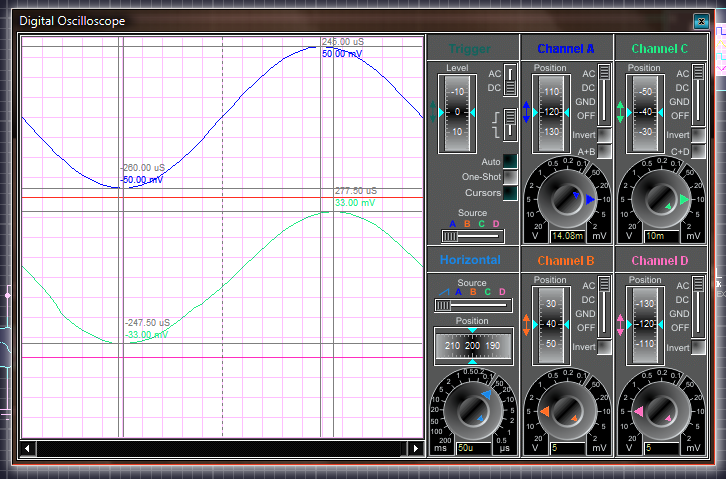 Digital Oscilloscope
245.00 uS
50.00 mV
-260.00 uS
-50.00 mV
277.50 uS
33.00 mV
-247.50 uS
-33.00 mV
Trigger
Level
-10
0
10
AC
DC
Auto
One-Shot
Cursors
Source
A B C D
Channel A
Position
110
120
130
AC
DC
GND
OFF
Invert
A+B
V 14.08m mV
Channel C
Position
-50
-40
-30
AC
DC
GND
OFF
Invert
C+D
V 10m mV
Horizontal
Source
A B C D
Position
210 200 190
ms 50u µs
Channel B
Position
30
40
50
AC
DC
GND
OFF
Invert
V 5 mV
Channel D
Position
-130
-120
-110
AC
DC
GND
OFF
Invert
V 5 mV